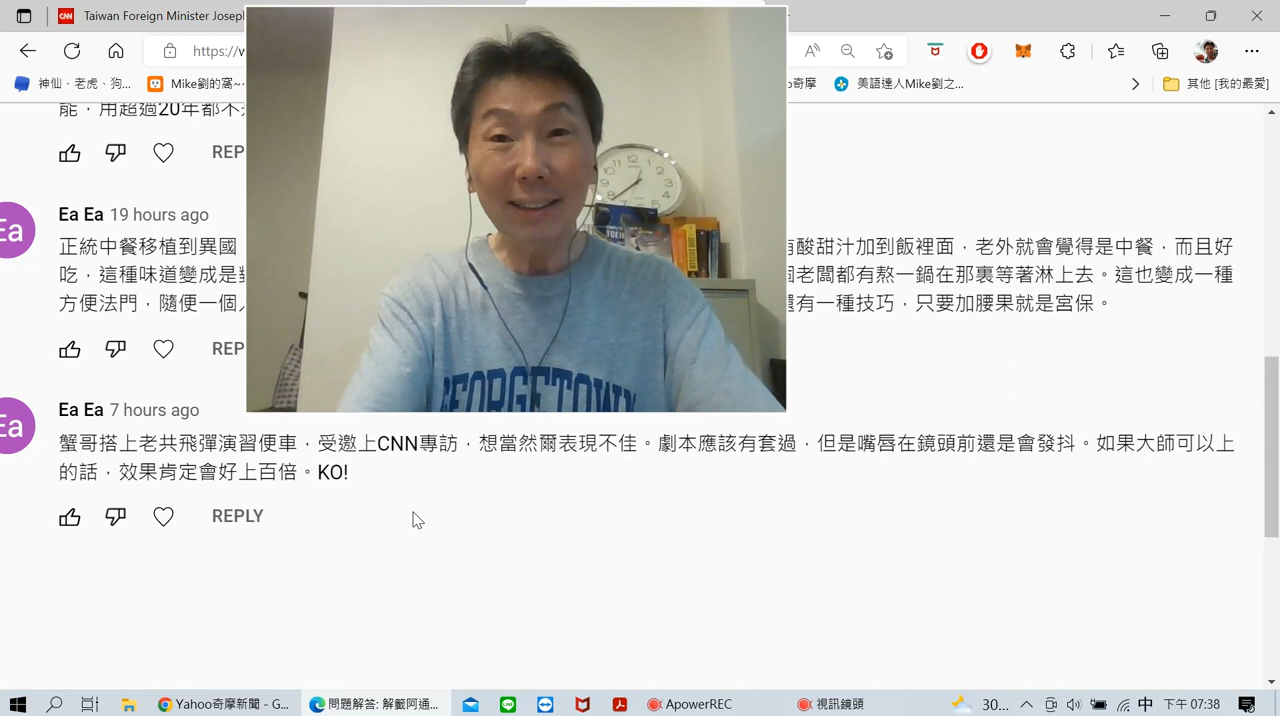 Taiwan Foreign Minister Joseph
https://w
神仙、老虎、狗...
Mike劉的窩~~
奇摩
美語達人Mike劉之...
其他 [我的最愛]
能，用超過20年都不
REP
Ea
Ea Ea 19 hours ago
正統中餐移植到異國
酸甜汁加到飯裡面，老外就會覺得是中餐，而且好
吃，這種味道變成是
老闆都有熬一鍋在那裏等著淋上去。這也變成一種
方便法門，隨便一個
還有一種技巧，只要加腰果就是宮保。
REP
Ea
Ea Ea 7 hours ago
蟹哥搭上老共飛彈演習便車，受邀上CNN專訪，想當然爾表現不佳。劇本應該有套過，但是嘴唇在鏡頭前還是會發抖。如果大師可以上
的話，效果肯定會好上百倍。KO!
REPLY
GEORGETOWN
Yahoo奇摩新聞 - G...
問題解答: 解籤阿通...
ApowerREC
視訊鏡頭
30...
中
下午 07:38